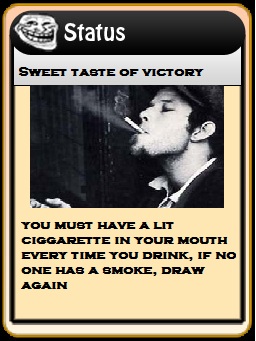 Status
SWEET TASTE OF VICTORY
YOU MUST HAVE A LIT
CIGGARETTE IN YOUR MOUTH
EVERY TIME YOU DRINK, IF NO
ONE HAS A SMOKE, DRAW
AGAIN